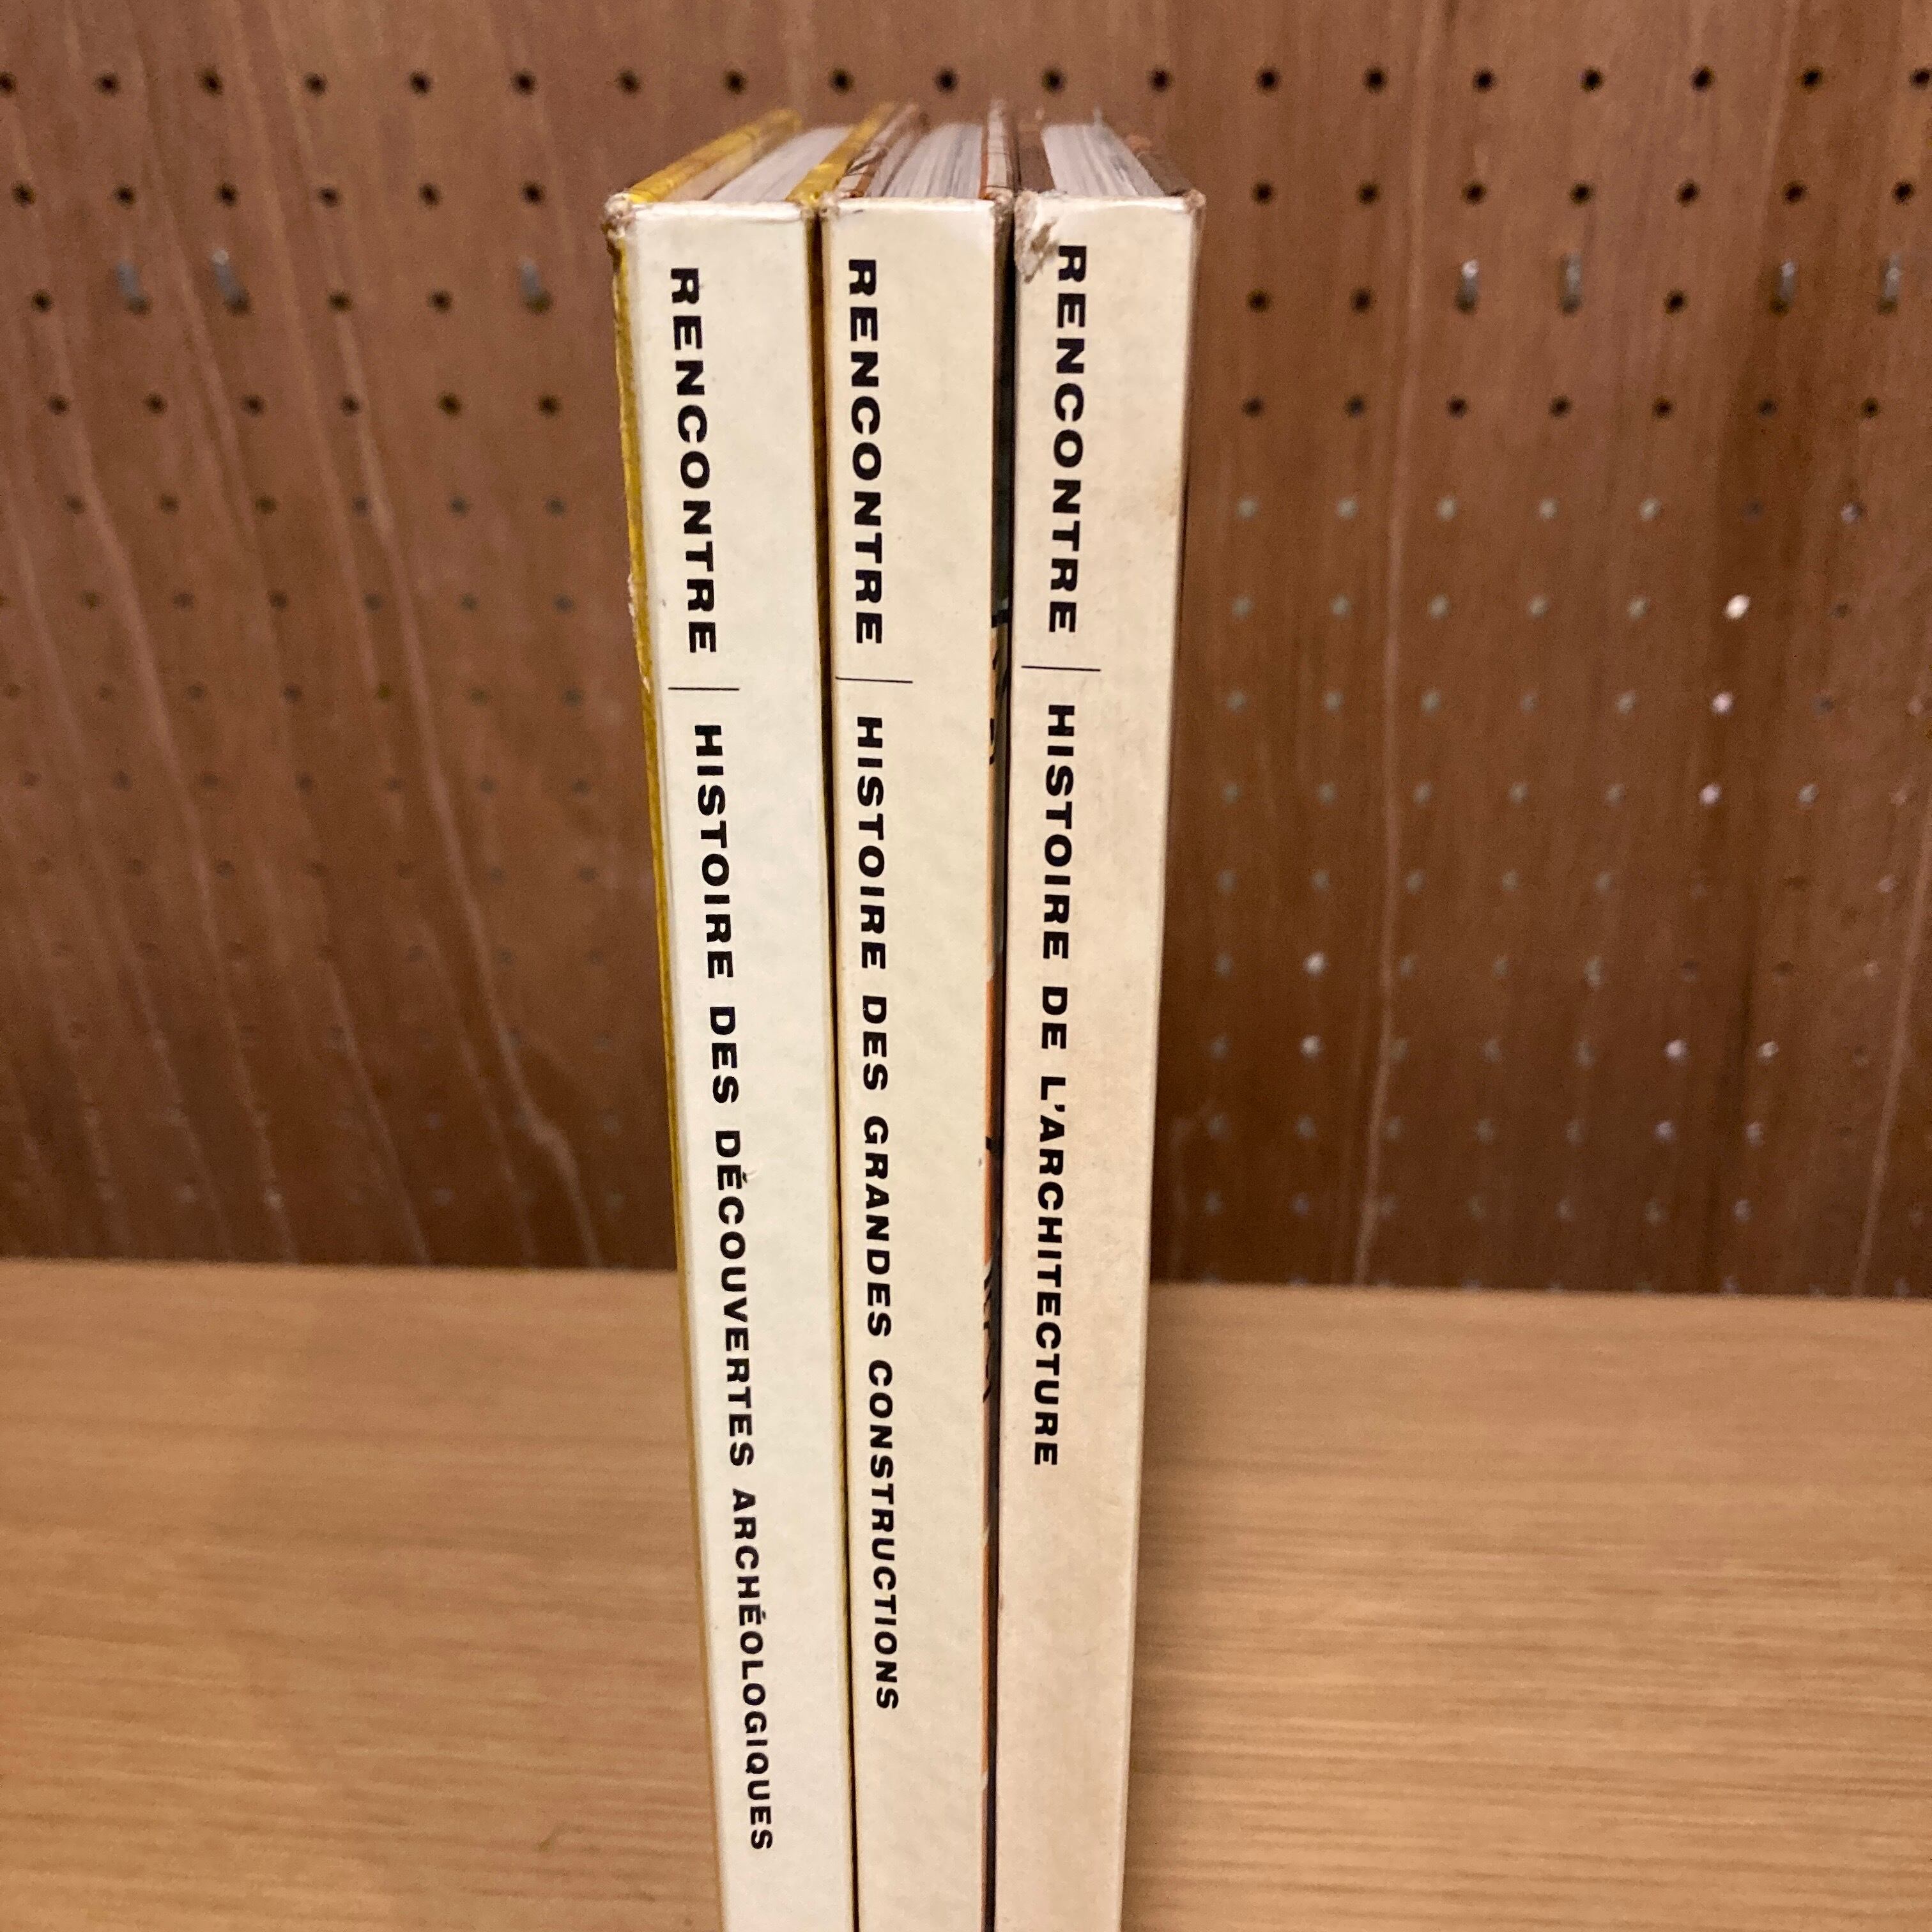 RENCONTRE | HISTOIRE DES DÉCOUVERTES ARCHÉOLOGIQUES
RENCONTRE | HISTOIRE DES GRANDES CONSTRUCTIONS
RENCONTRE | HISTOIRE DE L'ARCHITECTURE